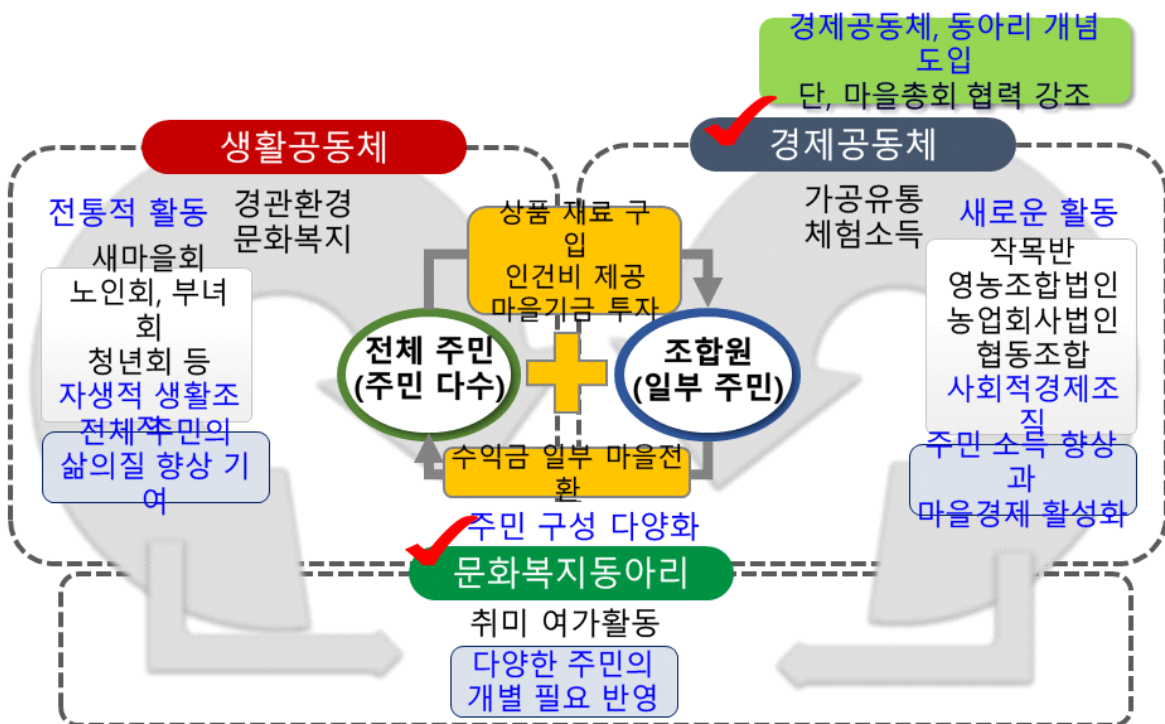 경제공동체, 동아리 개념
도입
단, 마을총회 협력 강조
생활공동체
경제공동체
전통적 활동
경관환경
문화복지
새마을회
노인회, 부녀
회
청년회 등
자생적 생활조
직
전체 주민의
삶의질 향상 기
여
상품 재료 구
입
인건비 제공
마을기금 투자
전체 주민
(주민 다수)
조합원
(일부 주민)
수익금 일부 마을전
환
가공유통
체험소득
새로운 활동
작목반
영농조합법인
농업회사법인
협동조합
사회적경제조
직
주민 소득 향상
과
마을경제 활성화
주민 구성 다양화
문화복지동아리
취미 여가활동
다양한 주민의
개별 필요 반영